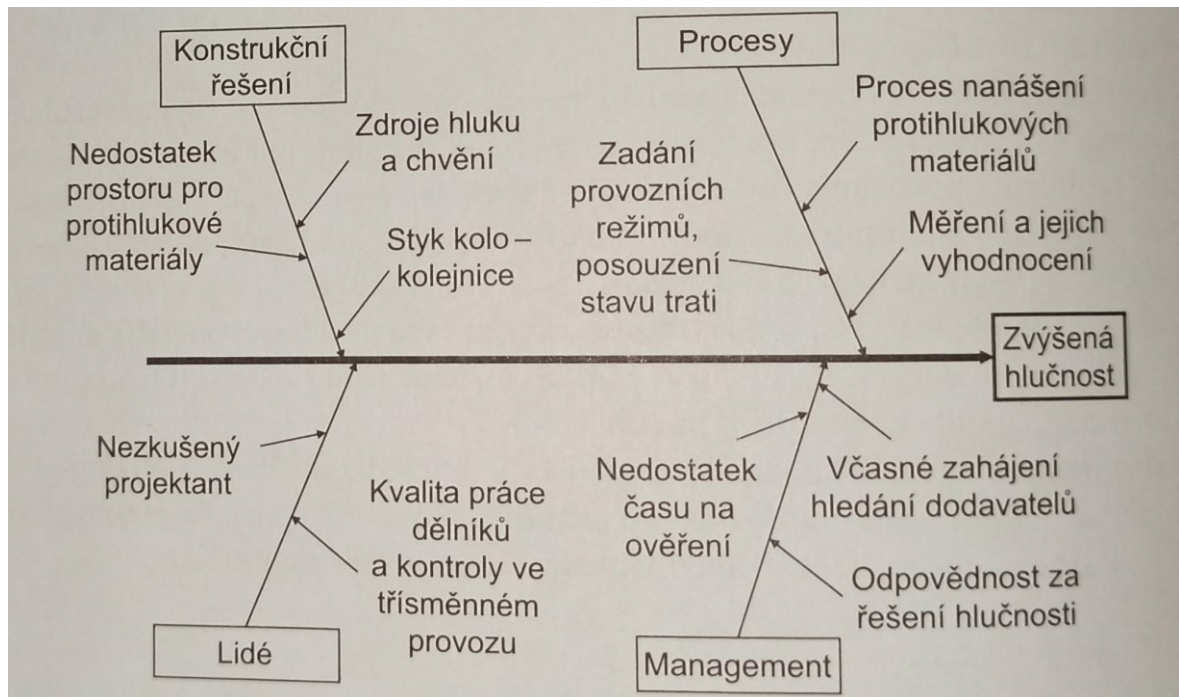 Konstrukční
řešení
Nedostatek
prostoru pro
protihlukové
materiály
Zdroje hluku
a chvění
Styk kolo –
kolejnice
Procesy
Zadání
provozních
režimů,
posouzení
stavu trati
Proces nanášení
protihlukových
materiálů
Měření a jejich
vyhodnocení
Zvýšená
hlučnost
Nezkušený
projektant
Kvalita práce
dělníků
a kontroly ve
třísměnném
provozu
Lidé
Nedostatek
času na
ověření
Včasné zahájení
hledání dodavatelů
Odpovědnost za
řešení hlučnosti
Management